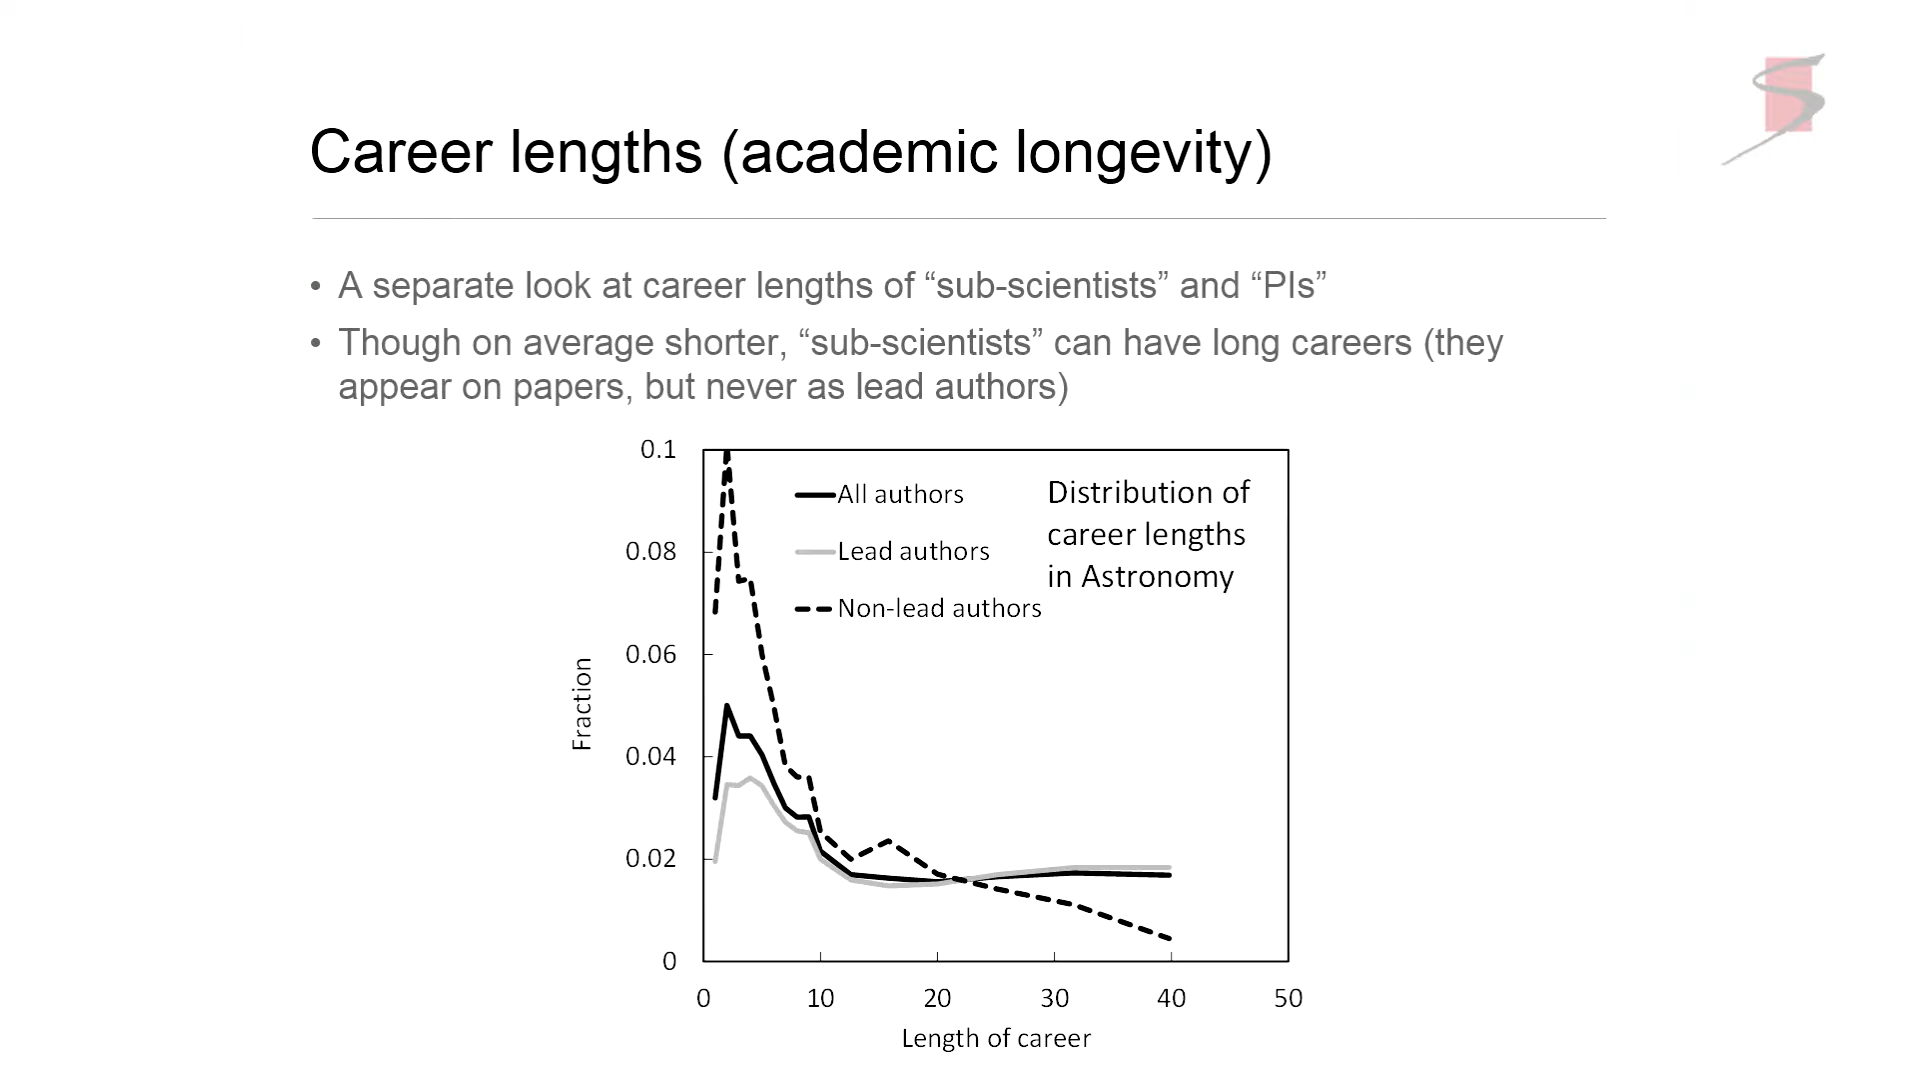 Career lengths (academic longevity)
• A separate look at career lengths of “sub-scientists” and “PIs”
• Though on average shorter, “sub-scientists” can have long careers (they
appear on papers, but never as lead authors)
0.1
0.08
0.06
0.04
0.02
0
Fraction
All authors
Lead authors
Non-lead authors
Distribution of
career lengths
in Astronomy
0 10 20 30 40 50
Length of career